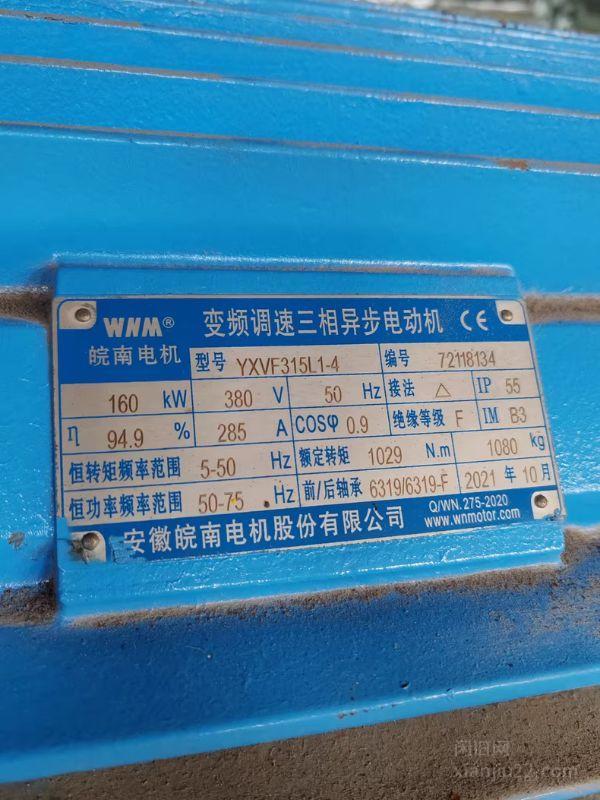 WNM® 变频调速三相异步电动机 CE
皖南电机 型号 YXVF315L1-4 编号 72118134
160 kW 380 V 50 Hz 接法 △ IP 55
η 94.9 % 285 A COSφ 0.9 绝缘等级 F IM B3
恒转矩频率范围 5-50 Hz 额定转矩 1029 N.m 1080 kg
恒功率频率范围 50-75 Hz 前/后轴承 6319/6319-F 2021 年 10 月
安徽皖南电机股份有限公司 Q/WN.275-2020
www.wnmotor.com
闲旧网
xianjiu22.com